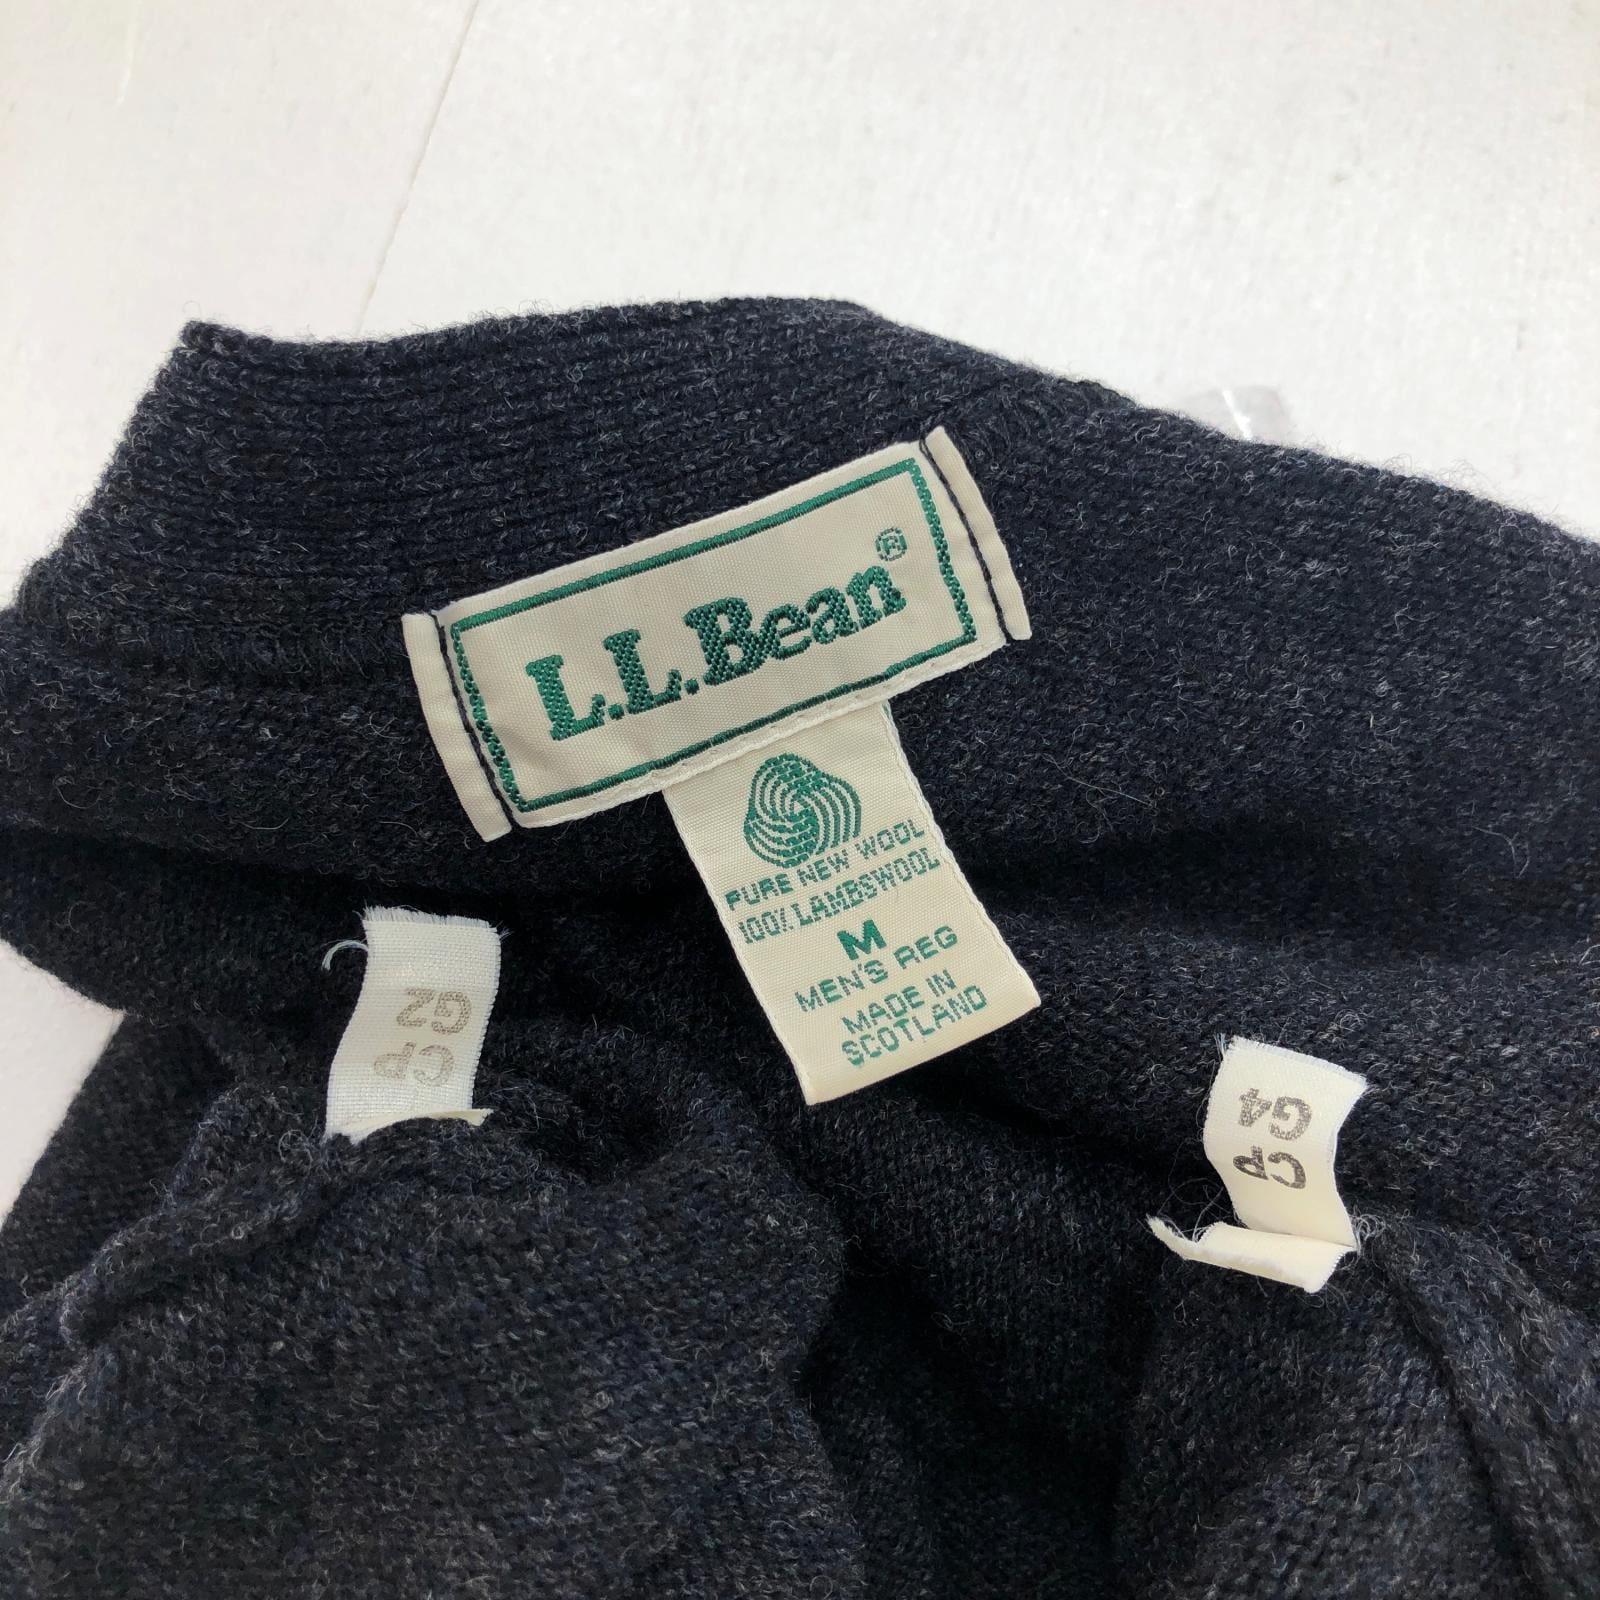 L.L.Bean®
PURE NEW WOOL
100% LAMBSWOOL
M
MEN'S REG
MADE IN
SCOTLAND
CP
G2
CP
G4